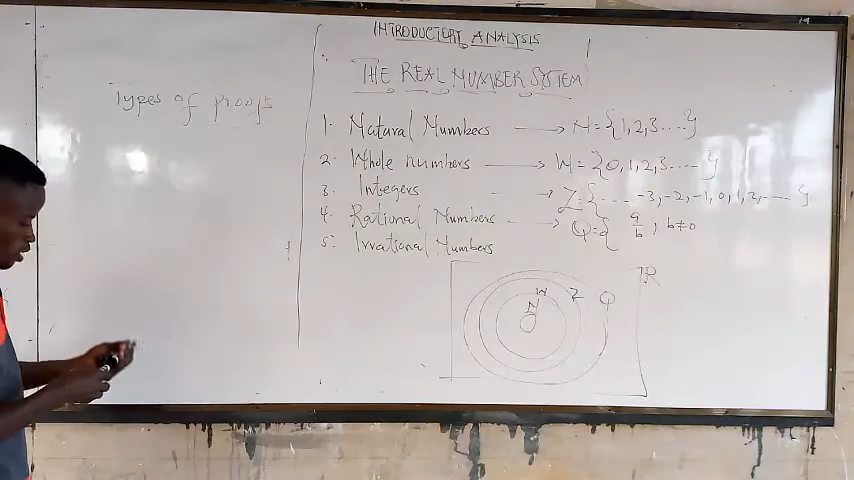 INTRODUCTORY ANALYSIS
THE REAL NUMBER SYSTEM
Types of proofs
1. Natural Numbers → N = {1,2,3....}
2. Whole numbers → W = {0,1,2,3.....}
3. Integers → Z = {.... -3, -2, -1, 0, 1, 2, .....}
4. Rational Numbers → Q = { a/b, b≠0
5. Irrational Numbers
R
N W Z Q